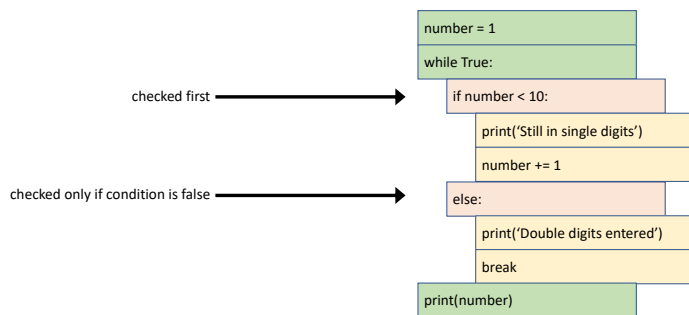 number = 1
while True:
checked first
if number < 10:
print(‘Still in single digits’)
number += 1
checked only if condition is false
else:
print(‘Double digits entered’)
break
print(number)